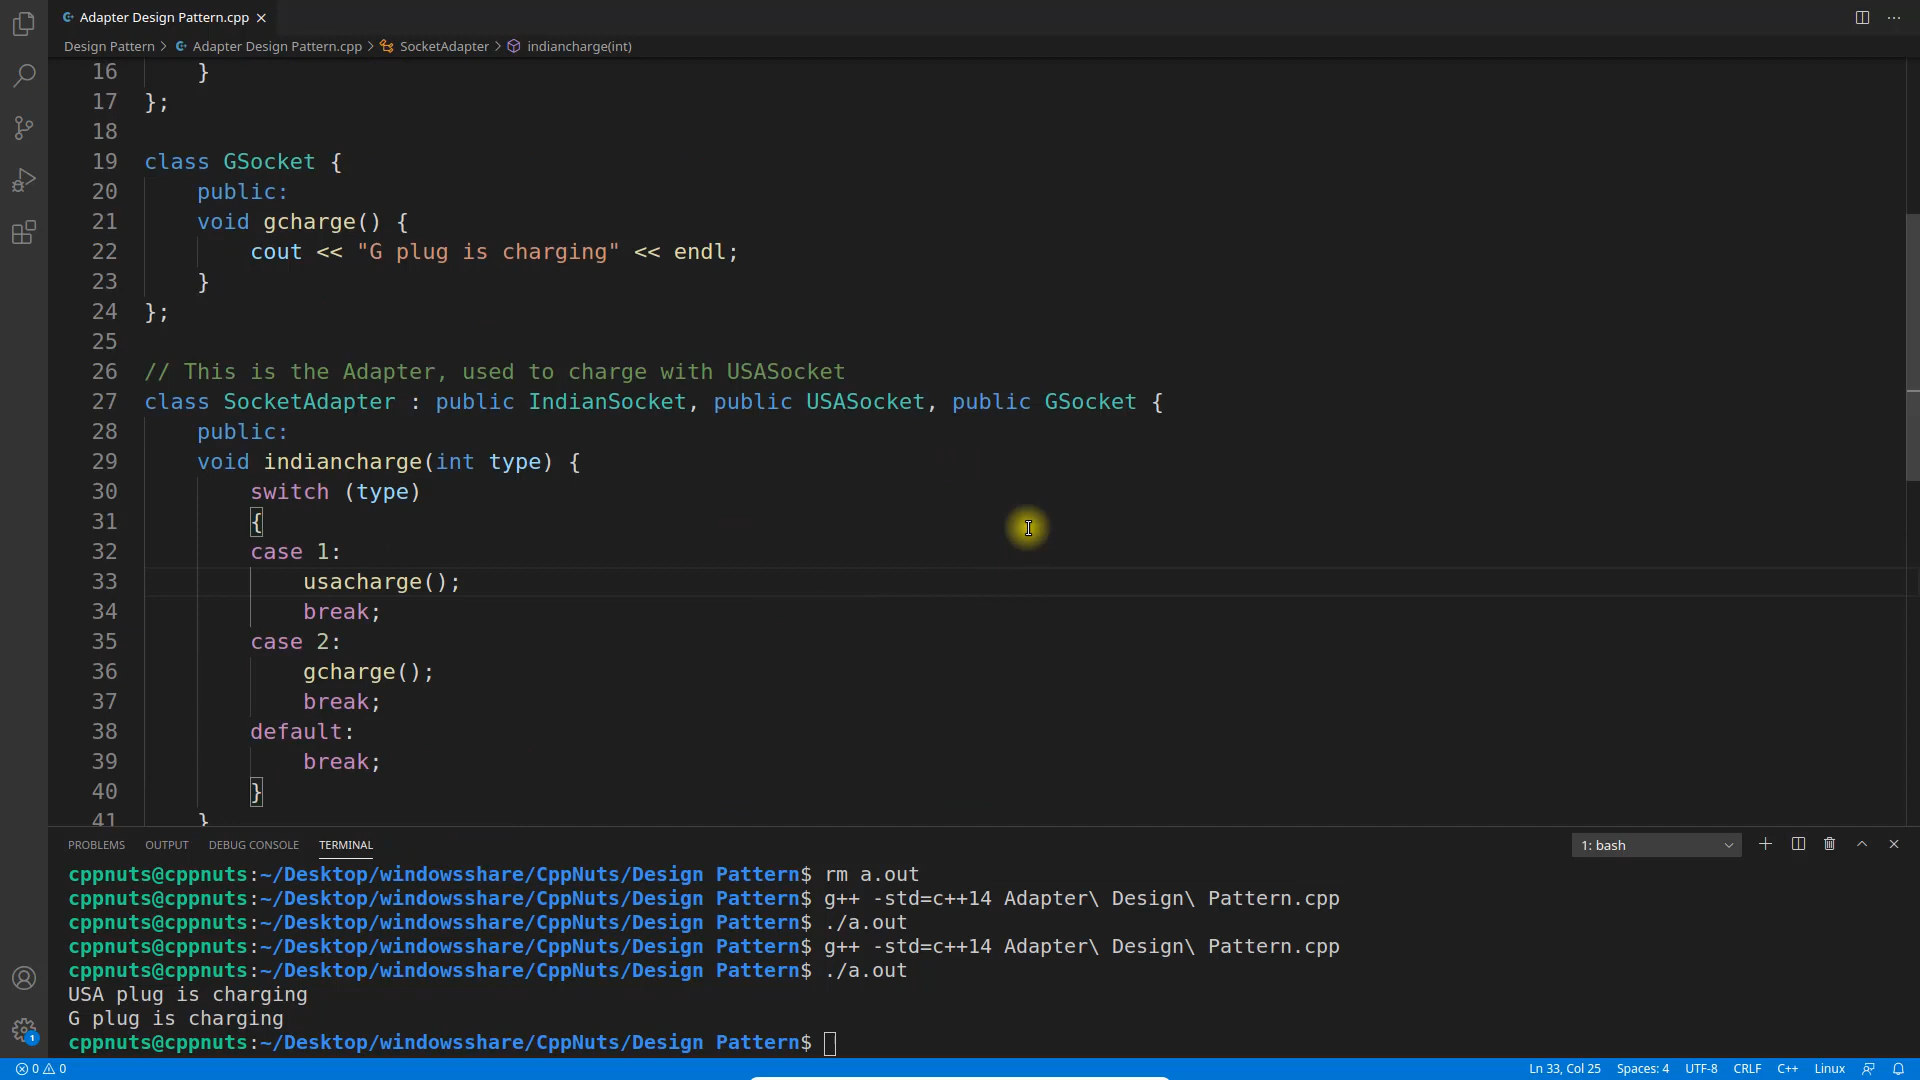 Adapter Design Pattern.cpp
Design Pattern > Adapter Design Pattern.cpp > SocketAdapter > indiancharge(int)
16 }
17 };
18
19 class GSocket {
20 public:
21 void gcharge() {
22 cout << "G plug is charging" << endl;
23 }
24 };
25
26 // This is the Adapter, used to charge with USASocket
27 class SocketAdapter : public IndianSocket, public USASocket, public GSocket {
28 public:
29 void indiancharge(int type) {
30 switch (type)
31 {
32 case 1:
33 usacharge();
34 break;
35 case 2:
36 gcharge();
37 break;
38 default:
39 break;
40 }
41 }
PROBLEMS OUTPUT DEBUG CONSOLE TERMINAL 1: bash
cppnuts@cppnuts:~/Desktop/windowsshare/CppNuts/Design Pattern$ rm a.out
cppnuts@cppnuts:~/Desktop/windowsshare/CppNuts/Design Pattern$ g++ -std=c++14 Adapter\ Design\ Pattern.cpp
cppnuts@cppnuts:~/Desktop/windowsshare/CppNuts/Design Pattern$ ./a.out
cppnuts@cppnuts:~/Desktop/windowsshare/CppNuts/Design Pattern$ g++ -std=c++14 Adapter\ Design\ Pattern.cpp
cppnuts@cppnuts:~/Desktop/windowsshare/CppNuts/Design Pattern$ ./a.out
USA plug is charging
G plug is charging
cppnuts@cppnuts:~/Desktop/windowsshare/CppNuts/Design Pattern$
1
0 0 Ln 33, Col 25 Spaces: 4 UTF-8 CRLF C++ Linux